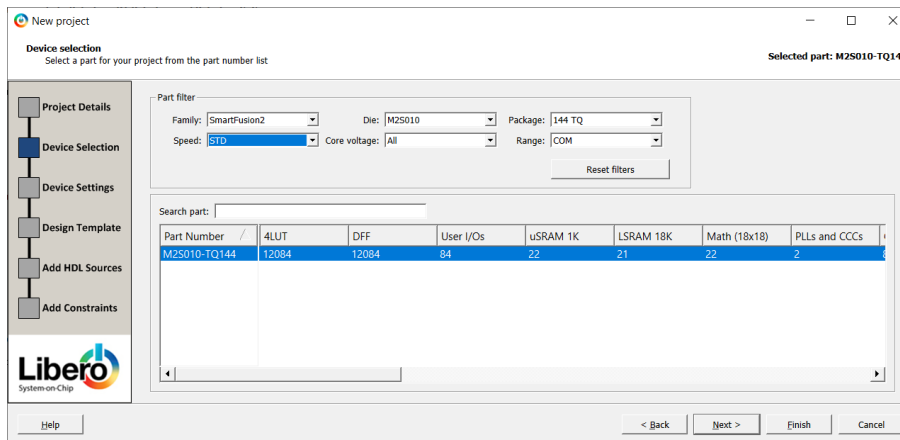 New project
Device selection
Select a part for your project from the part number list
Selected part: M2S010-TQ144
Project Details
Device Selection
Device Settings
Design Template
Add HDL Sources
Add Constraints
Libero
System-on-Chip
Part filter
Family: SmartFusion2 Die: M2S010 Package: 144 TQ
Speed: STD Core voltage: All Range: COM
Reset filters
Search part:
Part Number 4LUT DFF User I/Os uSRAM 1K LSRAM 18K Math (18x18) PLLs and CCCs
M2S010-TQ144 12084 12084 84 22 21 22 2
Help < Back Next > Finish Cancel